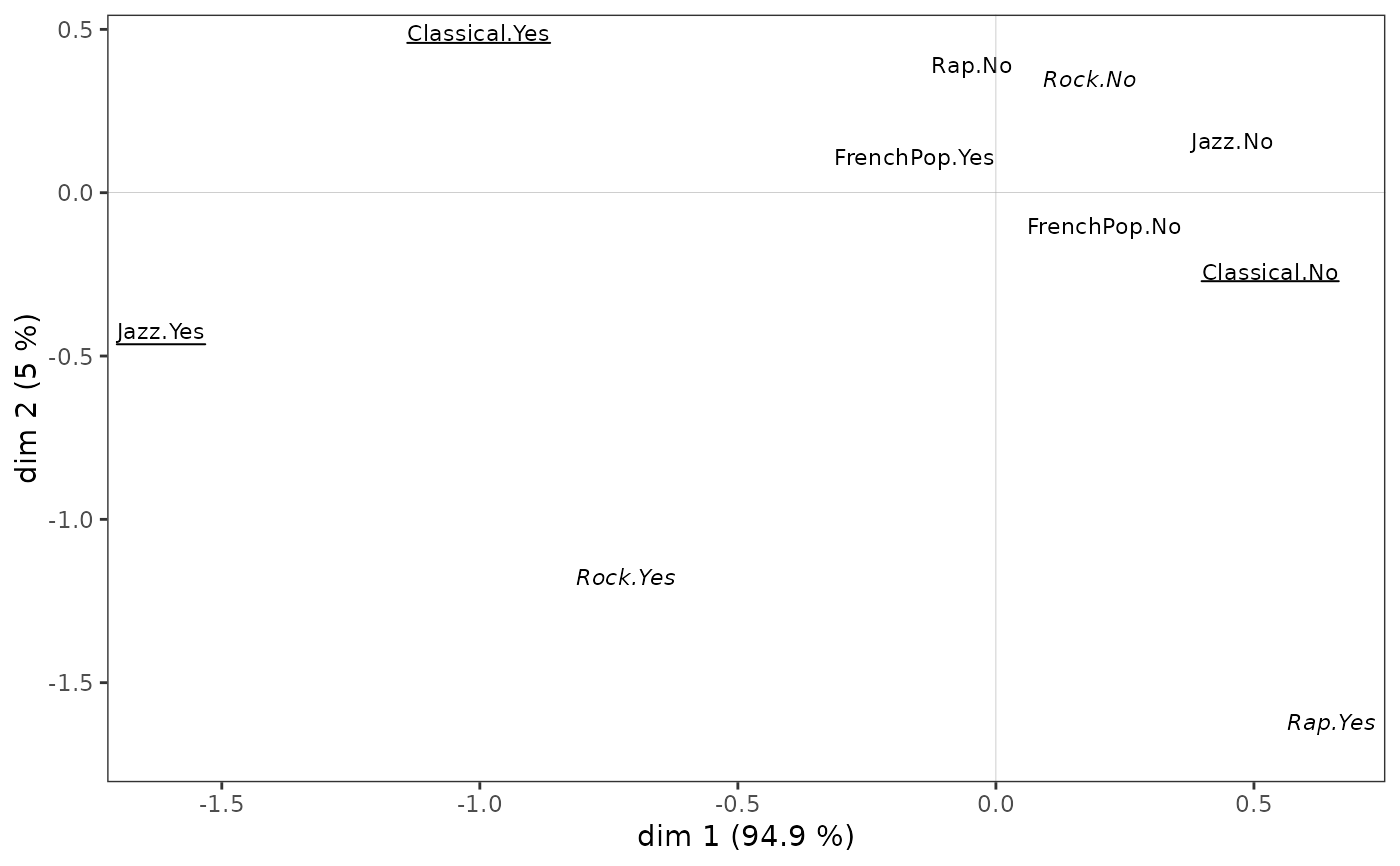 0.5
Classical.Yes
Rap.No
Rock.No
Jazz.No
FrenchPop.Yes
0.0
FrenchPop.No
Classical.No
Jazz.Yes
-0.5
dim 2 (5 %)
-1.0
Rock.Yes
-1.5
Rap.Yes
-1.5 -1.0 -0.5 0.0 0.5
dim 1 (94.9 %)